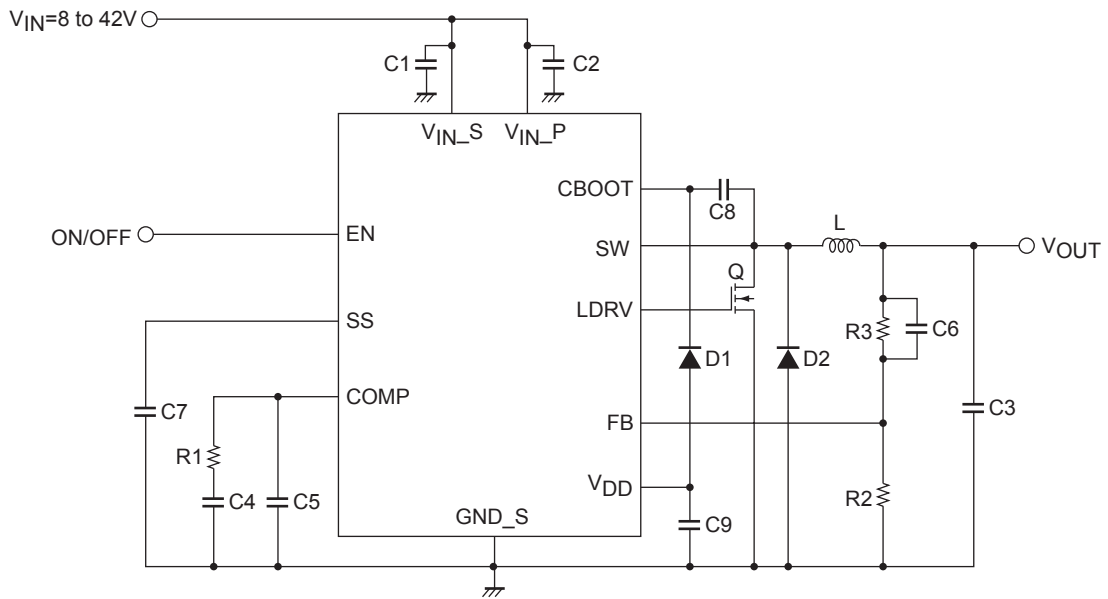 V_IN=8 to 42V
C1
C2
V_IN_S
V_IN_P
CBOOT
C8
ON/OFF
EN
SW
L
V_OUT
Q
LDRV
SS
R3
C6
D1
D2
COMP
C7
C3
FB
R1
C4
C5
V_DD
R2
GND_S
C9